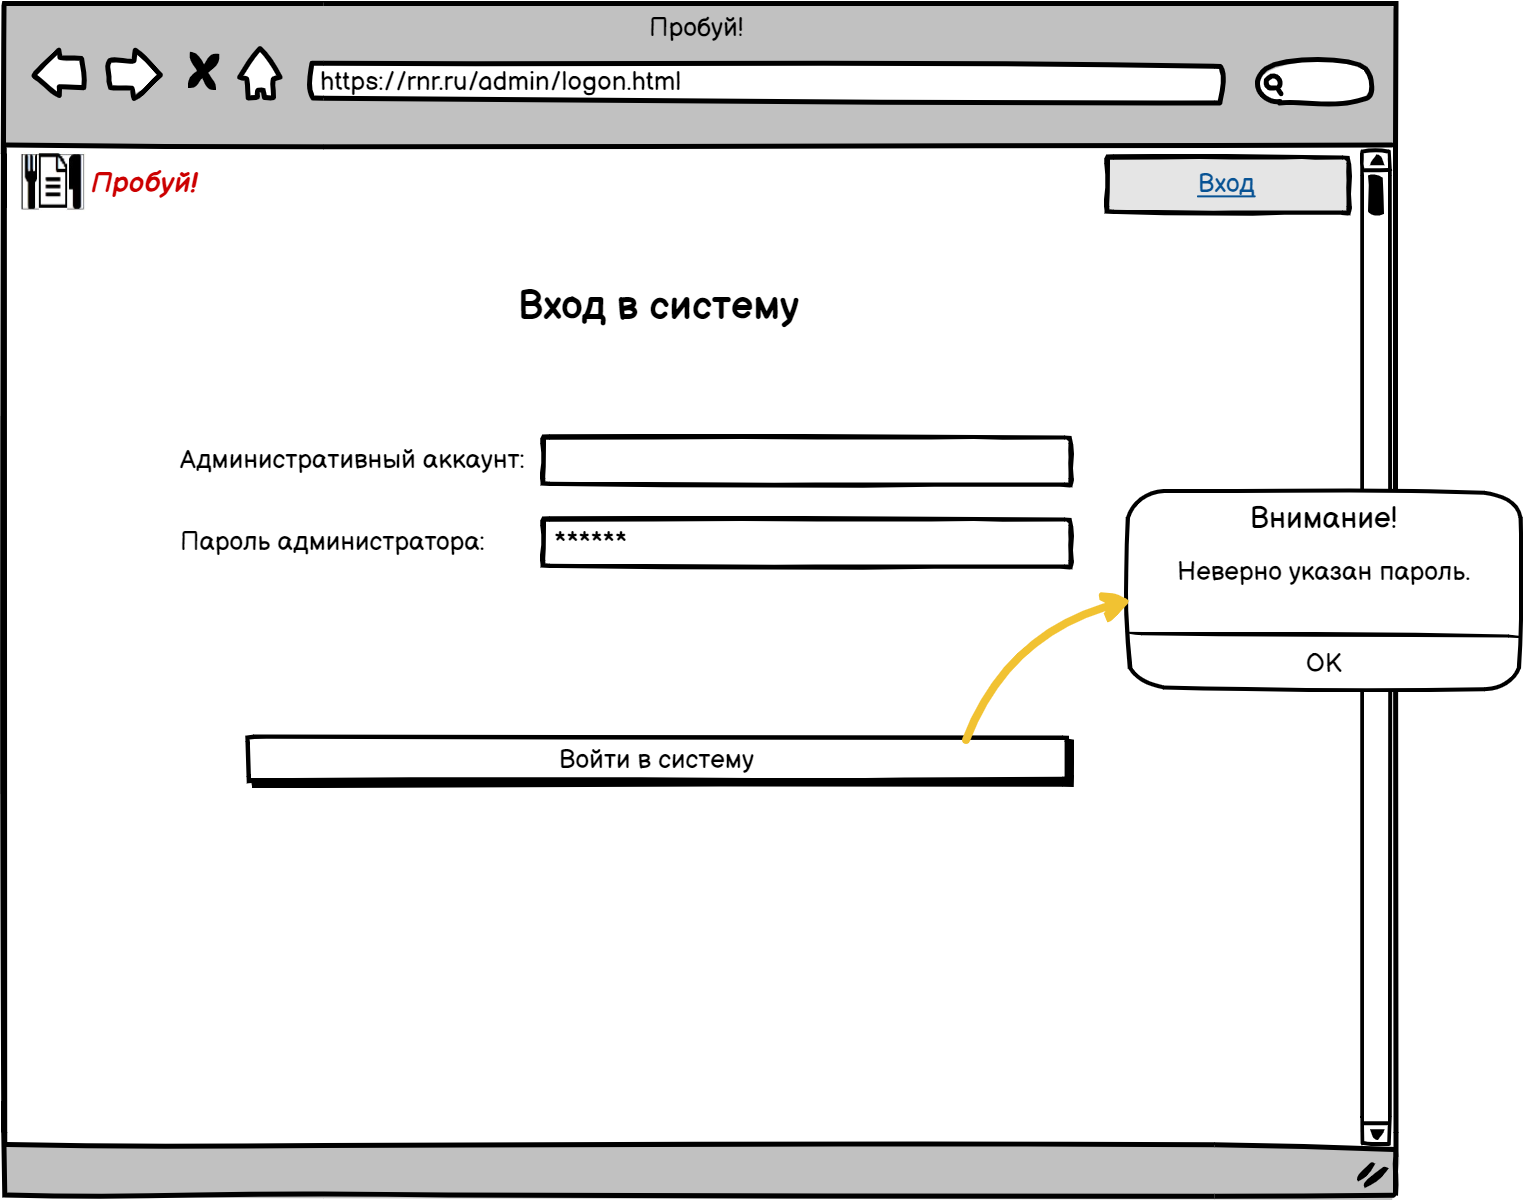 Пробуй!
https://rnr.ru/admin/logon.html
Пробуй!
Вход
Вход в систему
Административный аккаунт:
Пароль администратора:
******
Внимание!
Неверно указан пароль.
OK
Войти в систему